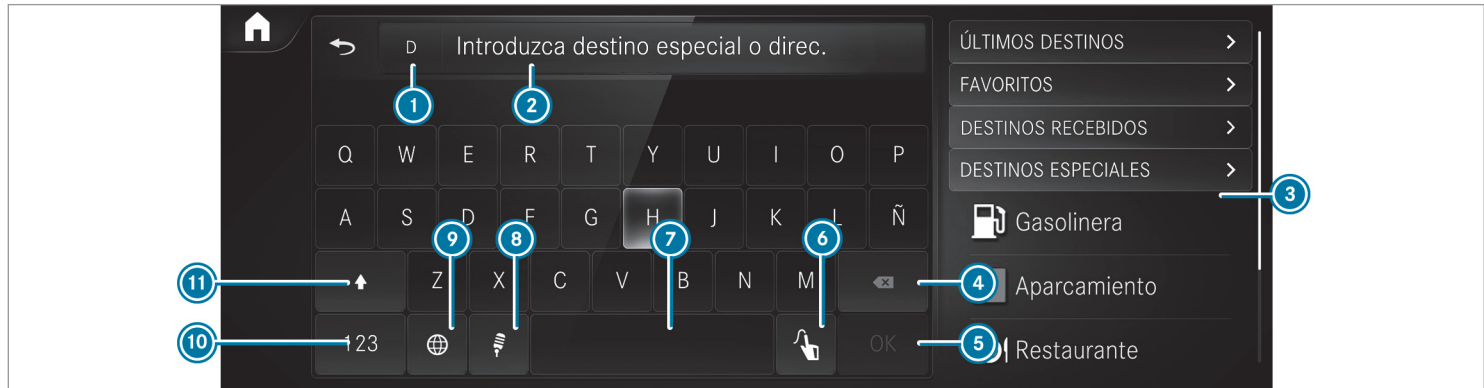 D Introduzca destino especial o direc.
1
2
Q W E R T Y U I O P
A S D F G H J K L Ñ
9
8
7
6
11
Z X C V B N M
4
10
123
OK
5
ÚLTIMOS DESTINOS
FAVORITOS
DESTINOS RECEBIDOS
DESTINOS ESPECIALES
3
Gasolinera
Aparcamiento
Restaurante